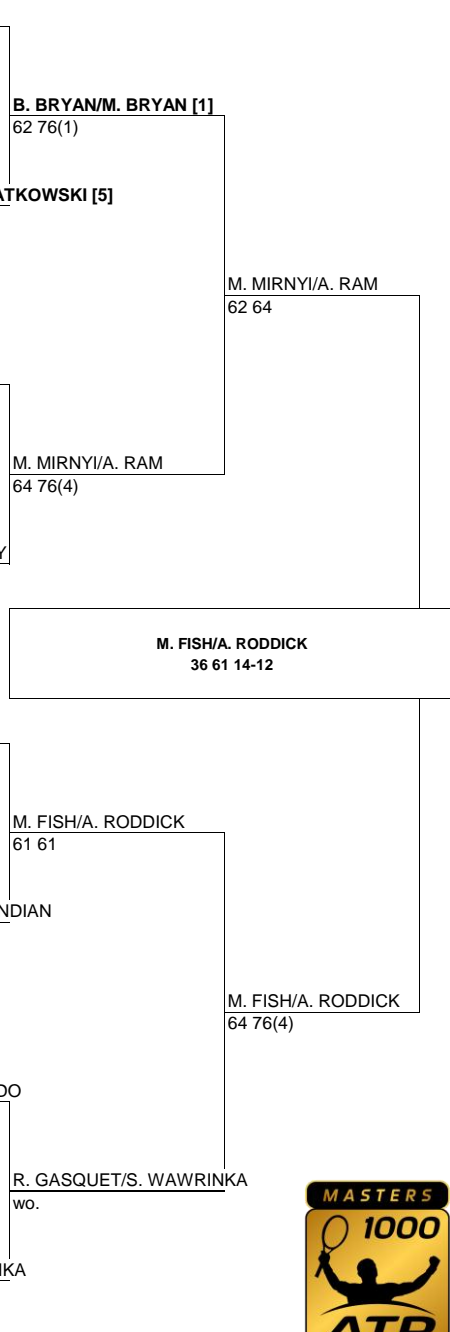 B. BRYAN/M. BRYAN [1]
62 76(1)
ATKOWSKI [5]
M. MIRNYI/A. RAM
62 64
M. MIRNYI/A. RAM
64 76(4)
Y
M. FISH/A. RODDICK
36 61 14-12
M. FISH/A. RODDICK
61 61
NDIAN
M. FISH/A. RODDICK
64 76(4)
DO
R. GASQUET/S. WAWRINKA
wo.
MASTERS
1000
IKA
ATP